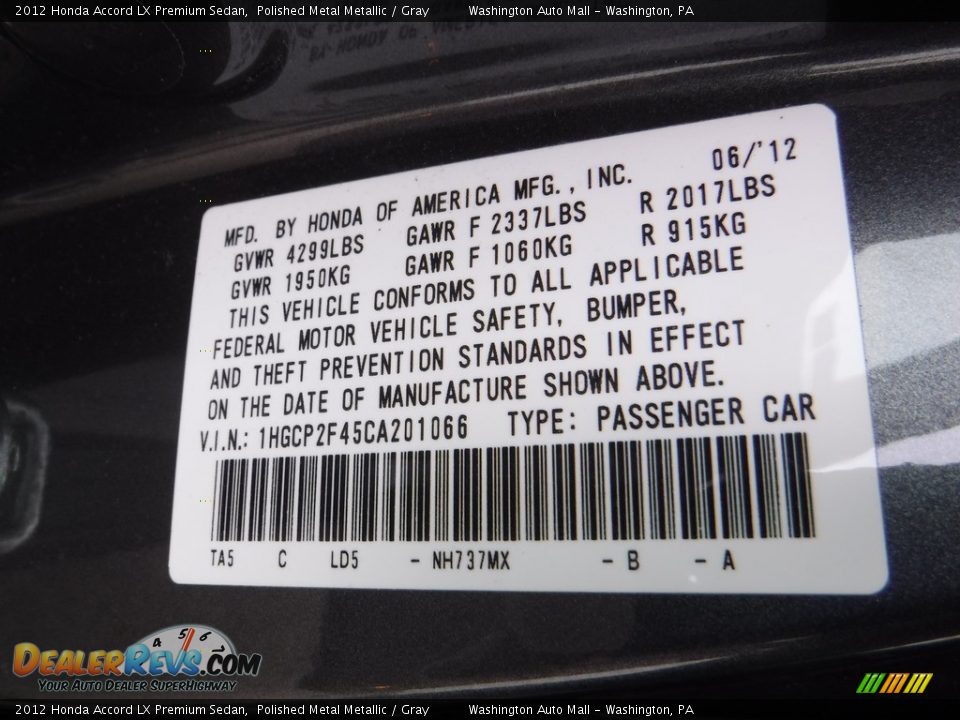 2012 Honda Accord LX Premium Sedan,  Polished Metal Metallic / Gray        Washington Auto Mall - Washington, PA
06/'12
MFD. BY HONDA OF AMERICA MFG., INC.
GVWR 4299LBS GAWR F 2337LBS R 2017LBS
GVWR 1950KG GAWR F 1060KG R 915KG
THIS VEHICLE CONFORMS TO ALL APPLICABLE
FEDERAL MOTOR VEHICLE SAFETY, BUMPER,
AND THEFT PREVENTION STANDARDS IN EFFECT
ON THE DATE OF MANUFACTURE SHOWN ABOVE.
V.I.N.: 1HGCP2F45CA201066 TYPE: PASSENGER CAR
TA5 C LD5 - NH737MX - B - A
4 5 6 7
DEALERREVS.COM
YOUR AUTO DEALER SUPERHIGHWAY
2012 Honda Accord LX Premium Sedan,  Polished Metal Metallic / Gray        Washington Auto Mall - Washington, PA